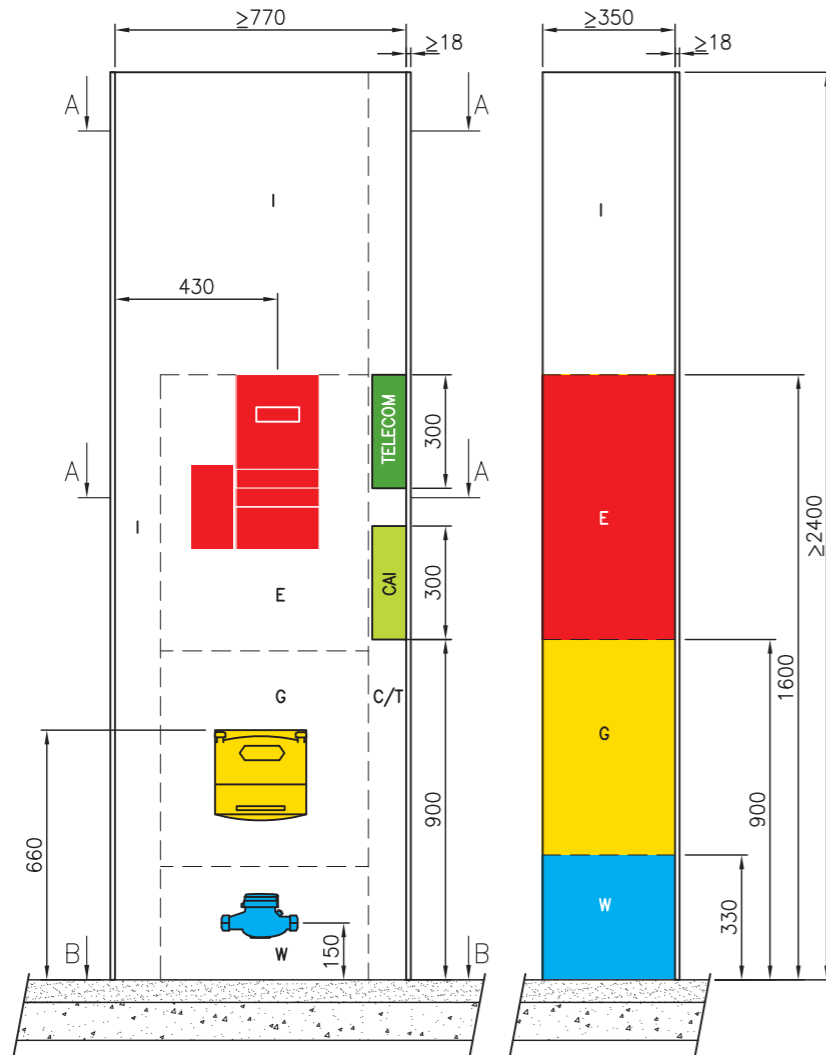 ≥770
≥18
≥350
≥18
A
A
I
I
430
TELECOM
300
A
A
I
E
E
CAI
300
≥2400
1600
G
C/T
G
660
900
900
W
330
W
150
B
B